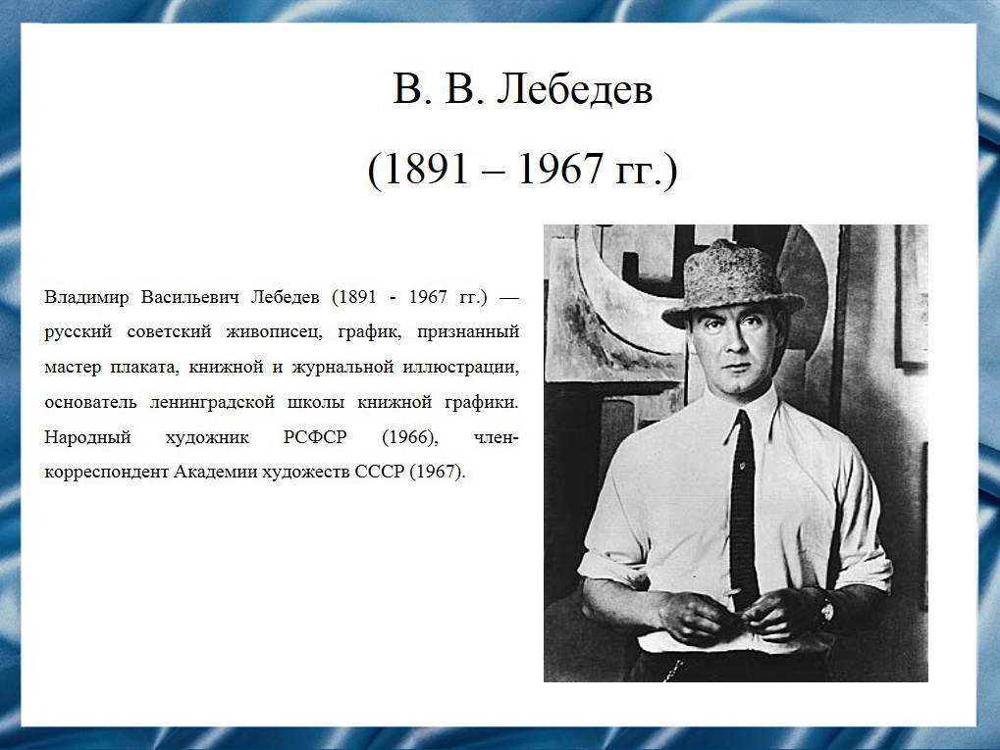 В. В. Лебедев
(1891 – 1967 гг.)
Владимир Васильевич Лебедев (1891 - 1967 гг.) —
русский советский живописец, график, признанный
мастер плаката, книжной и журнальной иллюстрации,
основатель ленинградской школы книжной графики.
Народный художник РСФСР (1966), член-
корреспондент Академии художеств СССР (1967).